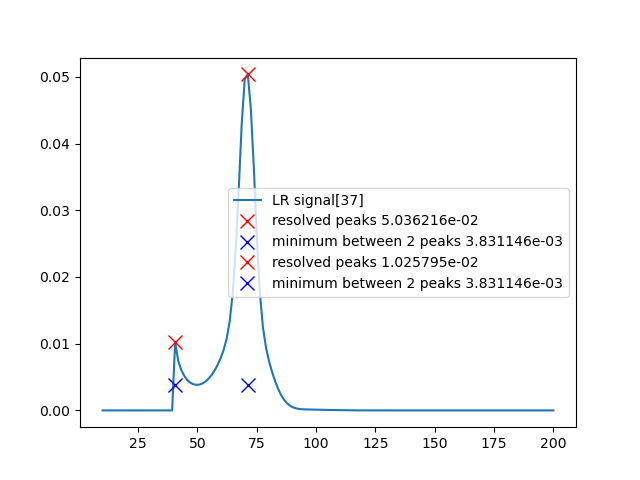 0.05
0.04
0.03
0.02
0.01
0.00
LR signal[37]
resolved peaks 5.036216e-02
minimum between 2 peaks 3.831146e-03
resolved peaks 1.025795e-02
minimum between 2 peaks 3.831146e-03
25 50 75 100 125 150 175 200